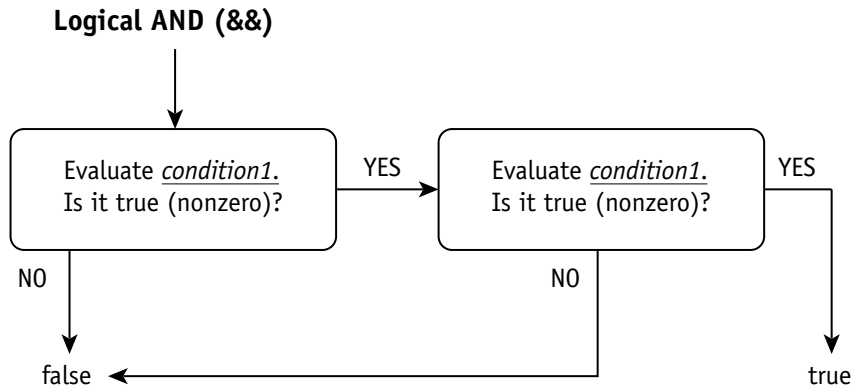 Logical AND (&&)
Evaluate condition1.
Is it true (nonzero)?
YES
Evaluate condition1.
Is it true (nonzero)?
YES
NO
NO
false
true